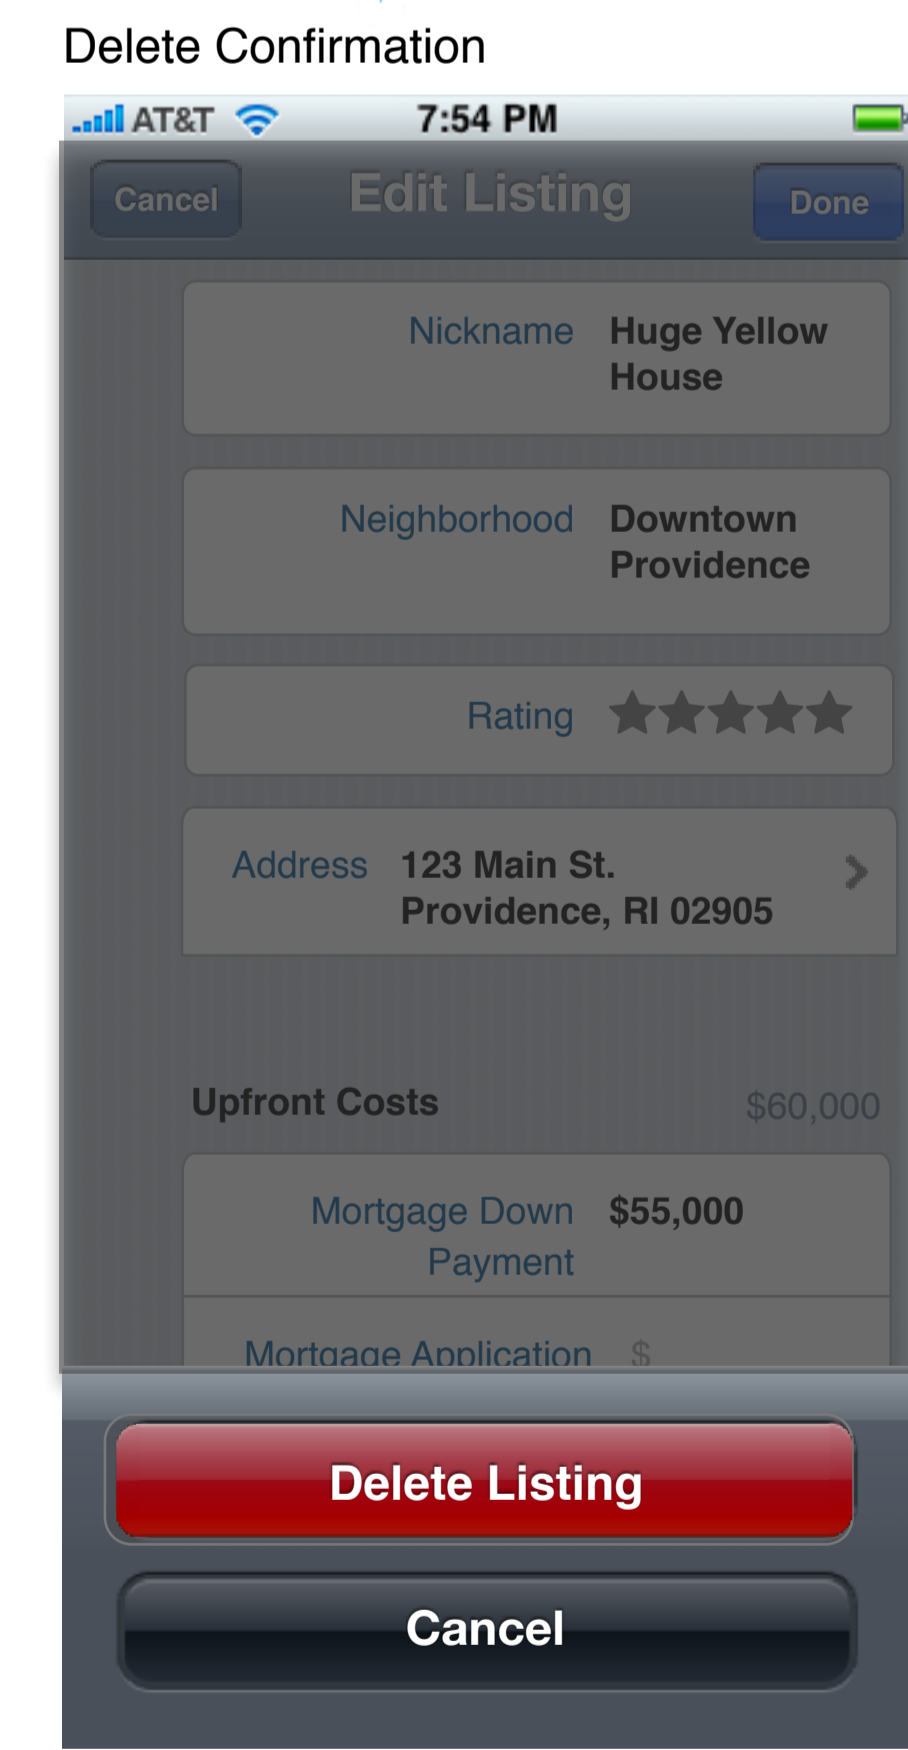 Delete Confirmation
AT&T 7:54 PM
Cancel Edit Listing Done
Nickname Huge Yellow
House
Neighborhood Downtown
Providence
Rating
Address 123 Main St.
Providence, RI 02905
Upfront Costs $60,000
Mortgage Down $55,000
Payment
Mortgage Application $
Delete Listing
Cancel